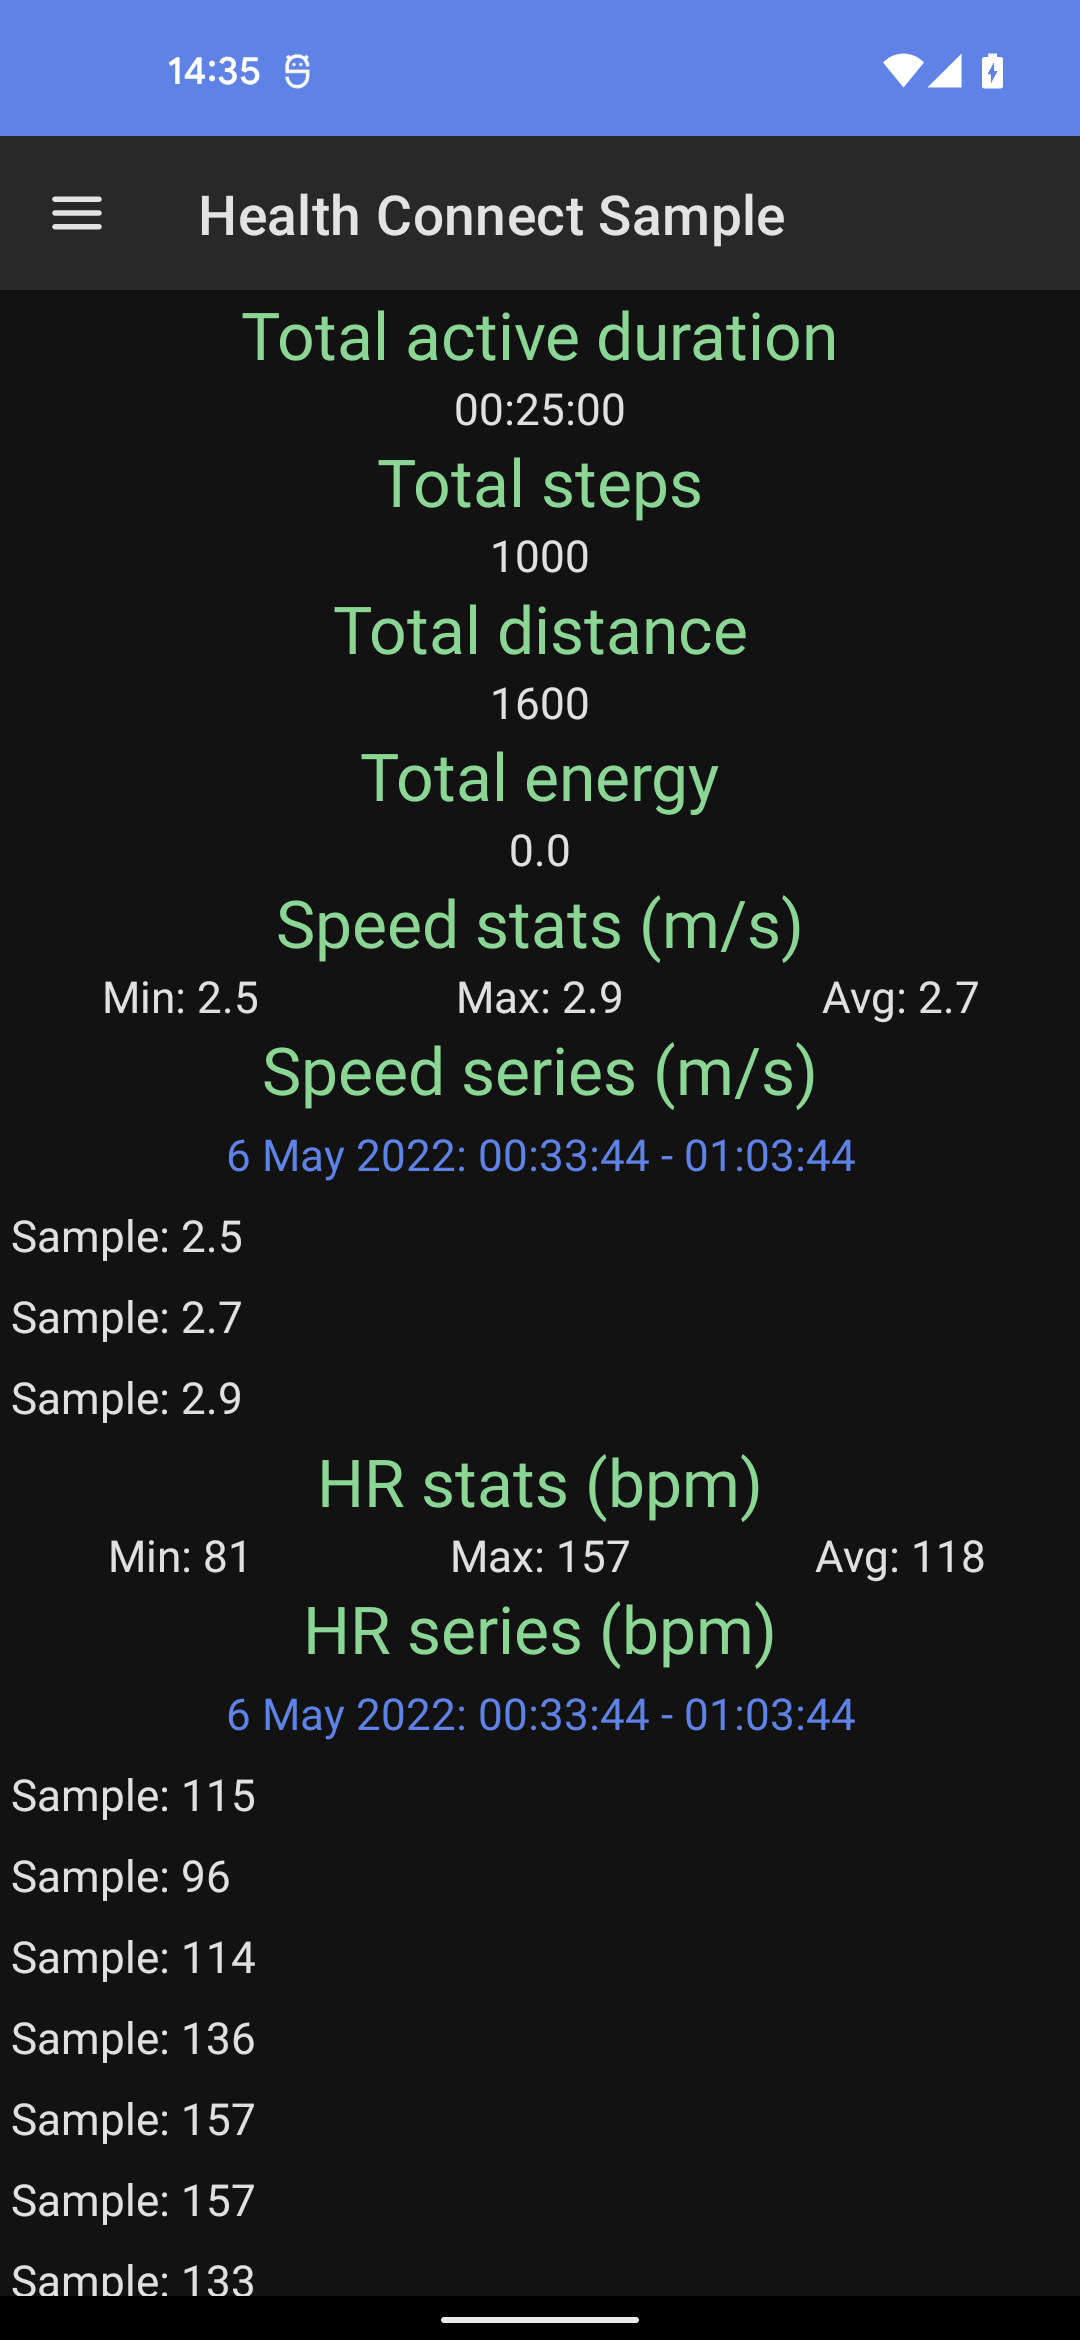 14:35
Health Connect Sample
Total active duration
00:25:00
Total steps
1000
Total distance
1600
Total energy
0.0
Speed stats (m/s)
Min: 2.5 Max: 2.9 Avg: 2.7
Speed series (m/s)
6 May 2022: 00:33:44 - 01:03:44
Sample: 2.5
Sample: 2.7
Sample: 2.9
HR stats (bpm)
Min: 81 Max: 157 Avg: 118
HR series (bpm)
6 May 2022: 00:33:44 - 01:03:44
Sample: 115
Sample: 96
Sample: 114
Sample: 136
Sample: 157
Sample: 157
Sample: 133